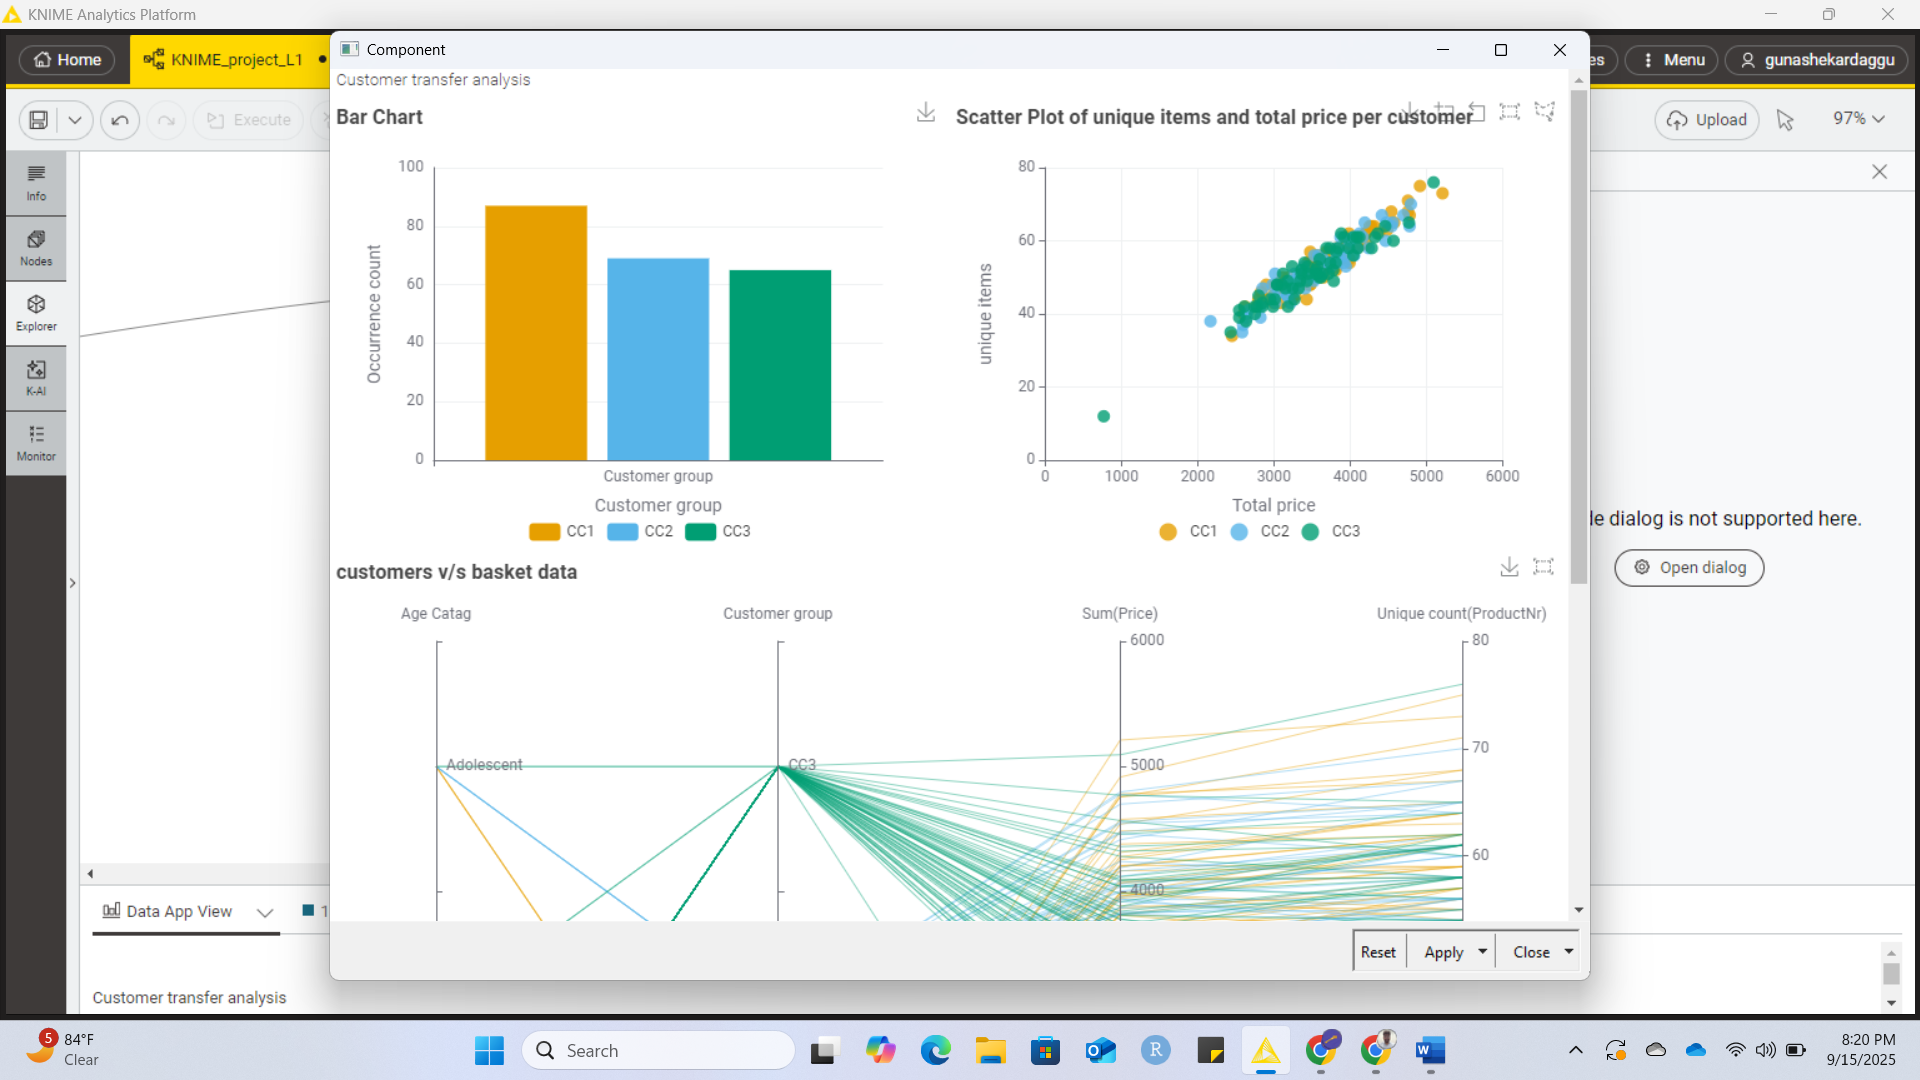 KNIME Analytics Platform
Home
KNIME_project_L1
Component
es
Menu
gunashekardaggu
Customer transfer analysis
Execute
Upload
97%
Bar Chart
Scatter Plot of unique items and total price per customer
Info
Nodes
Explorer
K-AI
Monitor
100
80
60
40
20
0
Occurrence count
Customer group
Customer group
CC1
CC2
CC3
80
60
40
20
0
unique items
0
1000
2000
3000
4000
5000
6000
Total price
CC1
CC2
CC3
le dialog is not supported here.
Open dialog
customers v/s basket data
Age Catag
Customer group
Sum(Price)
Unique count(ProductNr)
6000
80
70
Adolescent
CC3
5000
60
4000
Data App View
1
Reset
Apply
Close
Customer transfer analysis
5
84°F
Clear
Search
8:20 PM
9/15/2025